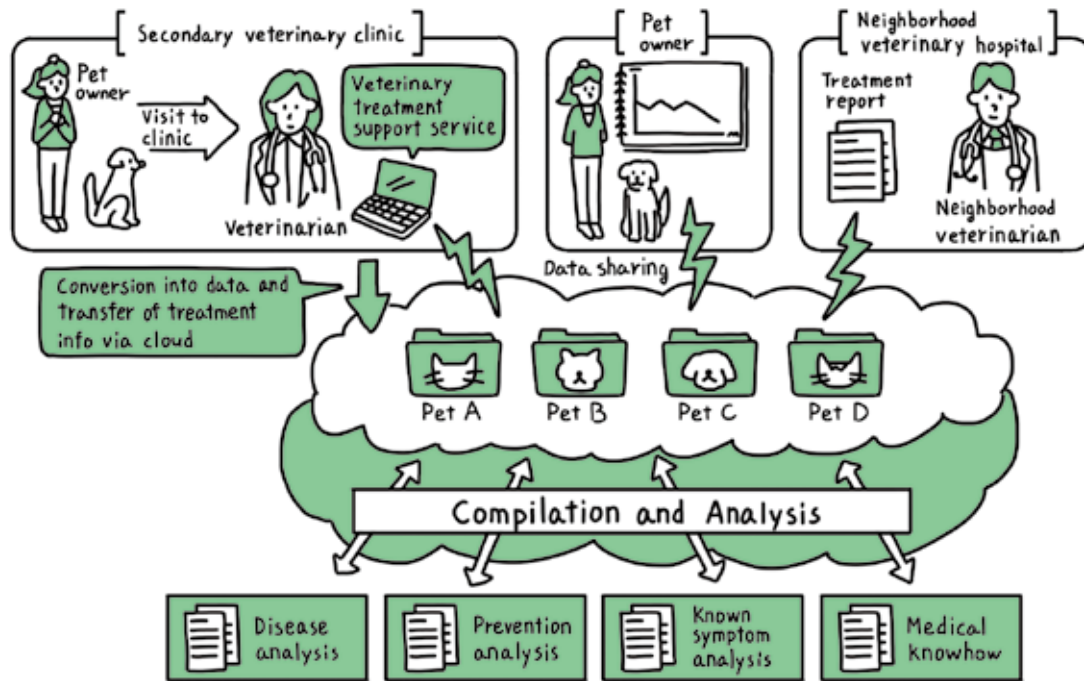 Secondary veterinary clinic
Pet
owner
Visit to
clinic
Veterinarian
Veterinary
treatment
support service
Pet
owner
Neighborhood
veterinary hospital
Treatment
report
Neighborhood
veterinarian
Conversion into data and
transfer of treatment
info via cloud
Data sharing
Pet A
Pet B
Pet C
Pet D
Compilation and Analysis
Disease
analysis
Prevention
analysis
Known
symptom
analysis
Medical
knowhow